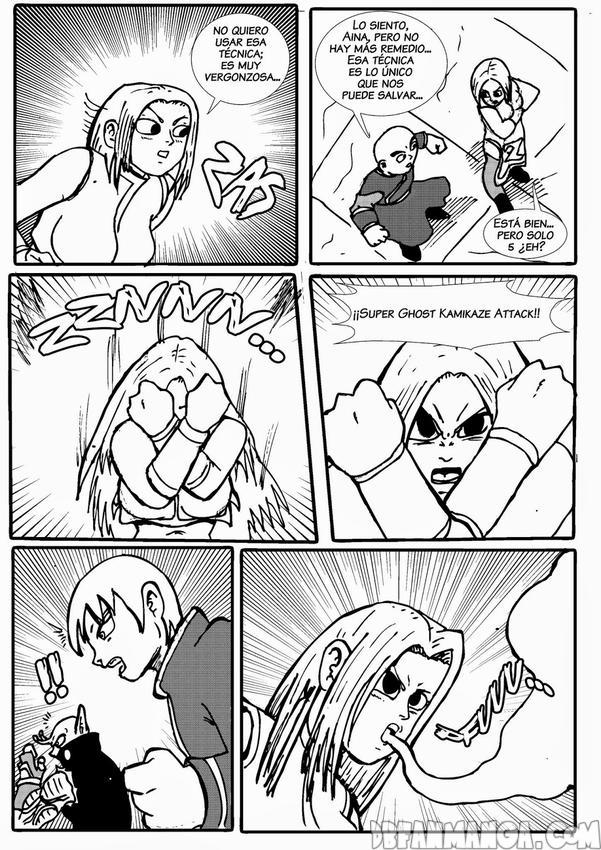 NO QUIERO
USAR ESA
TÉCNICA;
ES MUY
VERGONZOSA...
ZAS
LO SIENTO,
AINA, PERO NO
HAY MÁS REMEDIO...
ESA TÉCNICA
ES LO ÚNICO
QUE NOS
PUEDE SALVAR...
ESTÁ BIEN...
PERO SOLO
5 ¿EH?
ZZNNNN...
¡¡SUPER GHOST KAMIKAZE ATTACK!!
!!
DBFANMANGA.COM